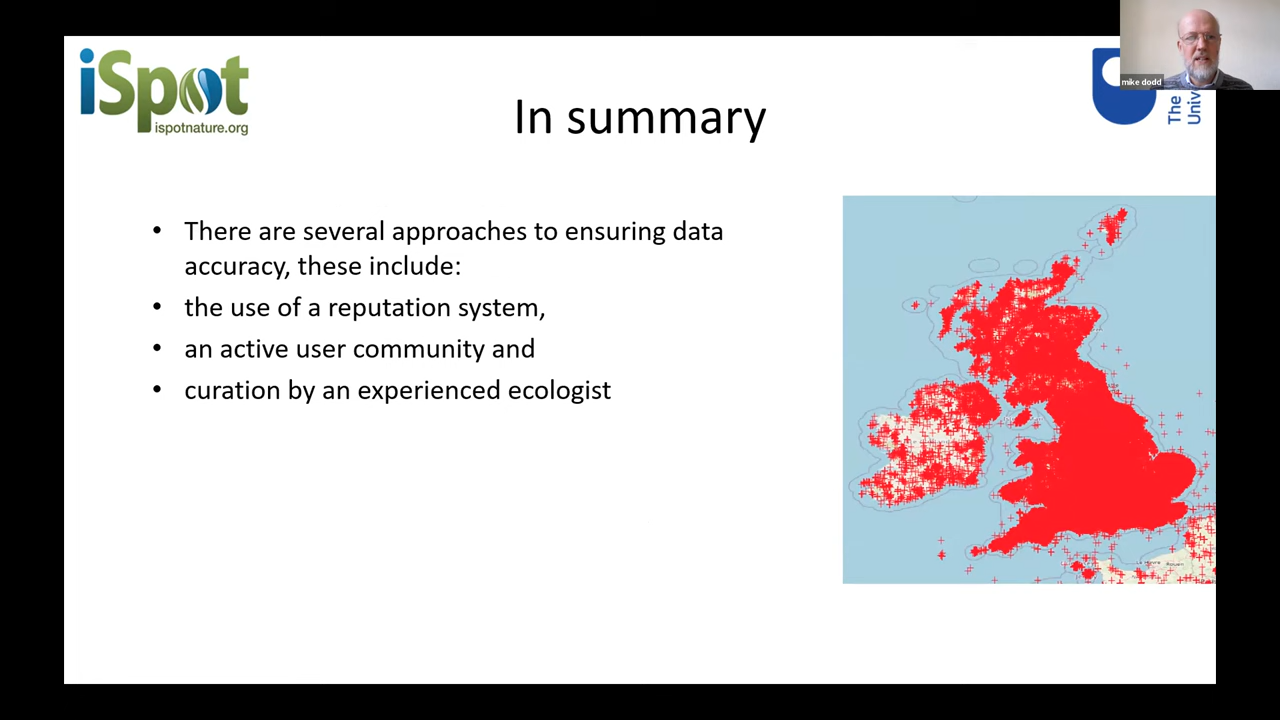 iSpot
ispotnature.org
In summary
mike dodd
The
Univ
• There are several approaches to ensuring data
accuracy, these include:
• the use of a reputation system,
• an active user community and
• curation by an experienced ecologist